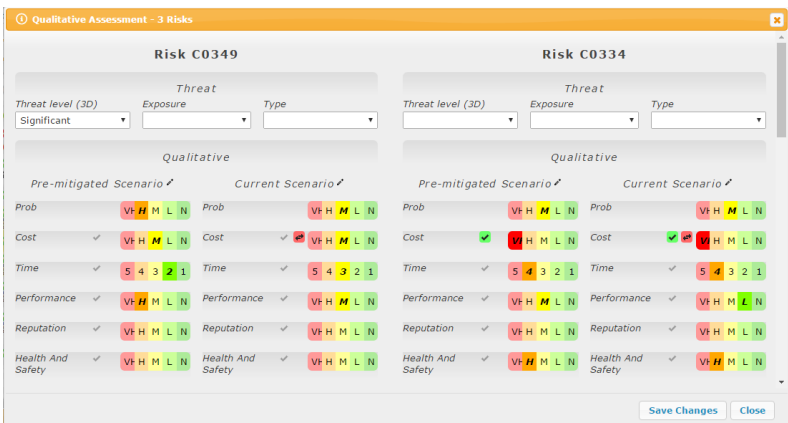 Qualitative Assessment - 3 Risks
Risk C0349
Threat
Threat level (3D) Exposure Type
Significant
Qualitative
Pre-mitigated Scenario Current Scenario
Prob VH H M L N Prob VH H M L N
Cost VH H M L N Cost VH H M L N
Time 5 4 3 2 1 Time 5 4 3 2 1
Performance VH H M L N Performance VH H M L N
Reputation VH H M L N Reputation VH H M L N
Health And Safety VH H M L N Health And Safety VH H M L N
Risk C0334
Threat
Threat level (3D) Exposure Type
Qualitative
Pre-mitigated Scenario Current Scenario
Prob VH H M L N Prob VH H M L N
Cost VH H M L N Cost VH H M L N
Time 5 4 3 2 1 Time 5 4 3 2 1
Performance VH H M L N Performance VH H M L N
Reputation VH H M L N Reputation VH H M L N
Health And Safety VH H M L N Health And Safety VH H M L N
Save Changes Close